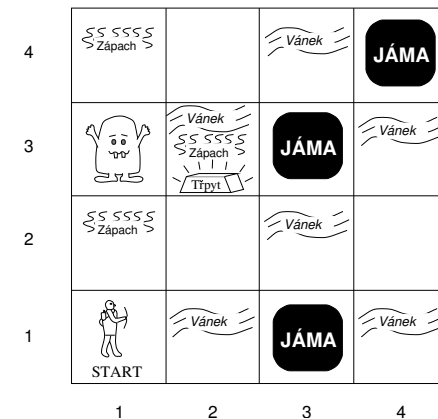 4
Zápach
Vánek
JÁMA
3
Vánek
Zápach
Třpyt
JÁMA
Vánek
2
Zápach
Vánek
1
START
Vánek
JÁMA
Vánek
1 2 3 4